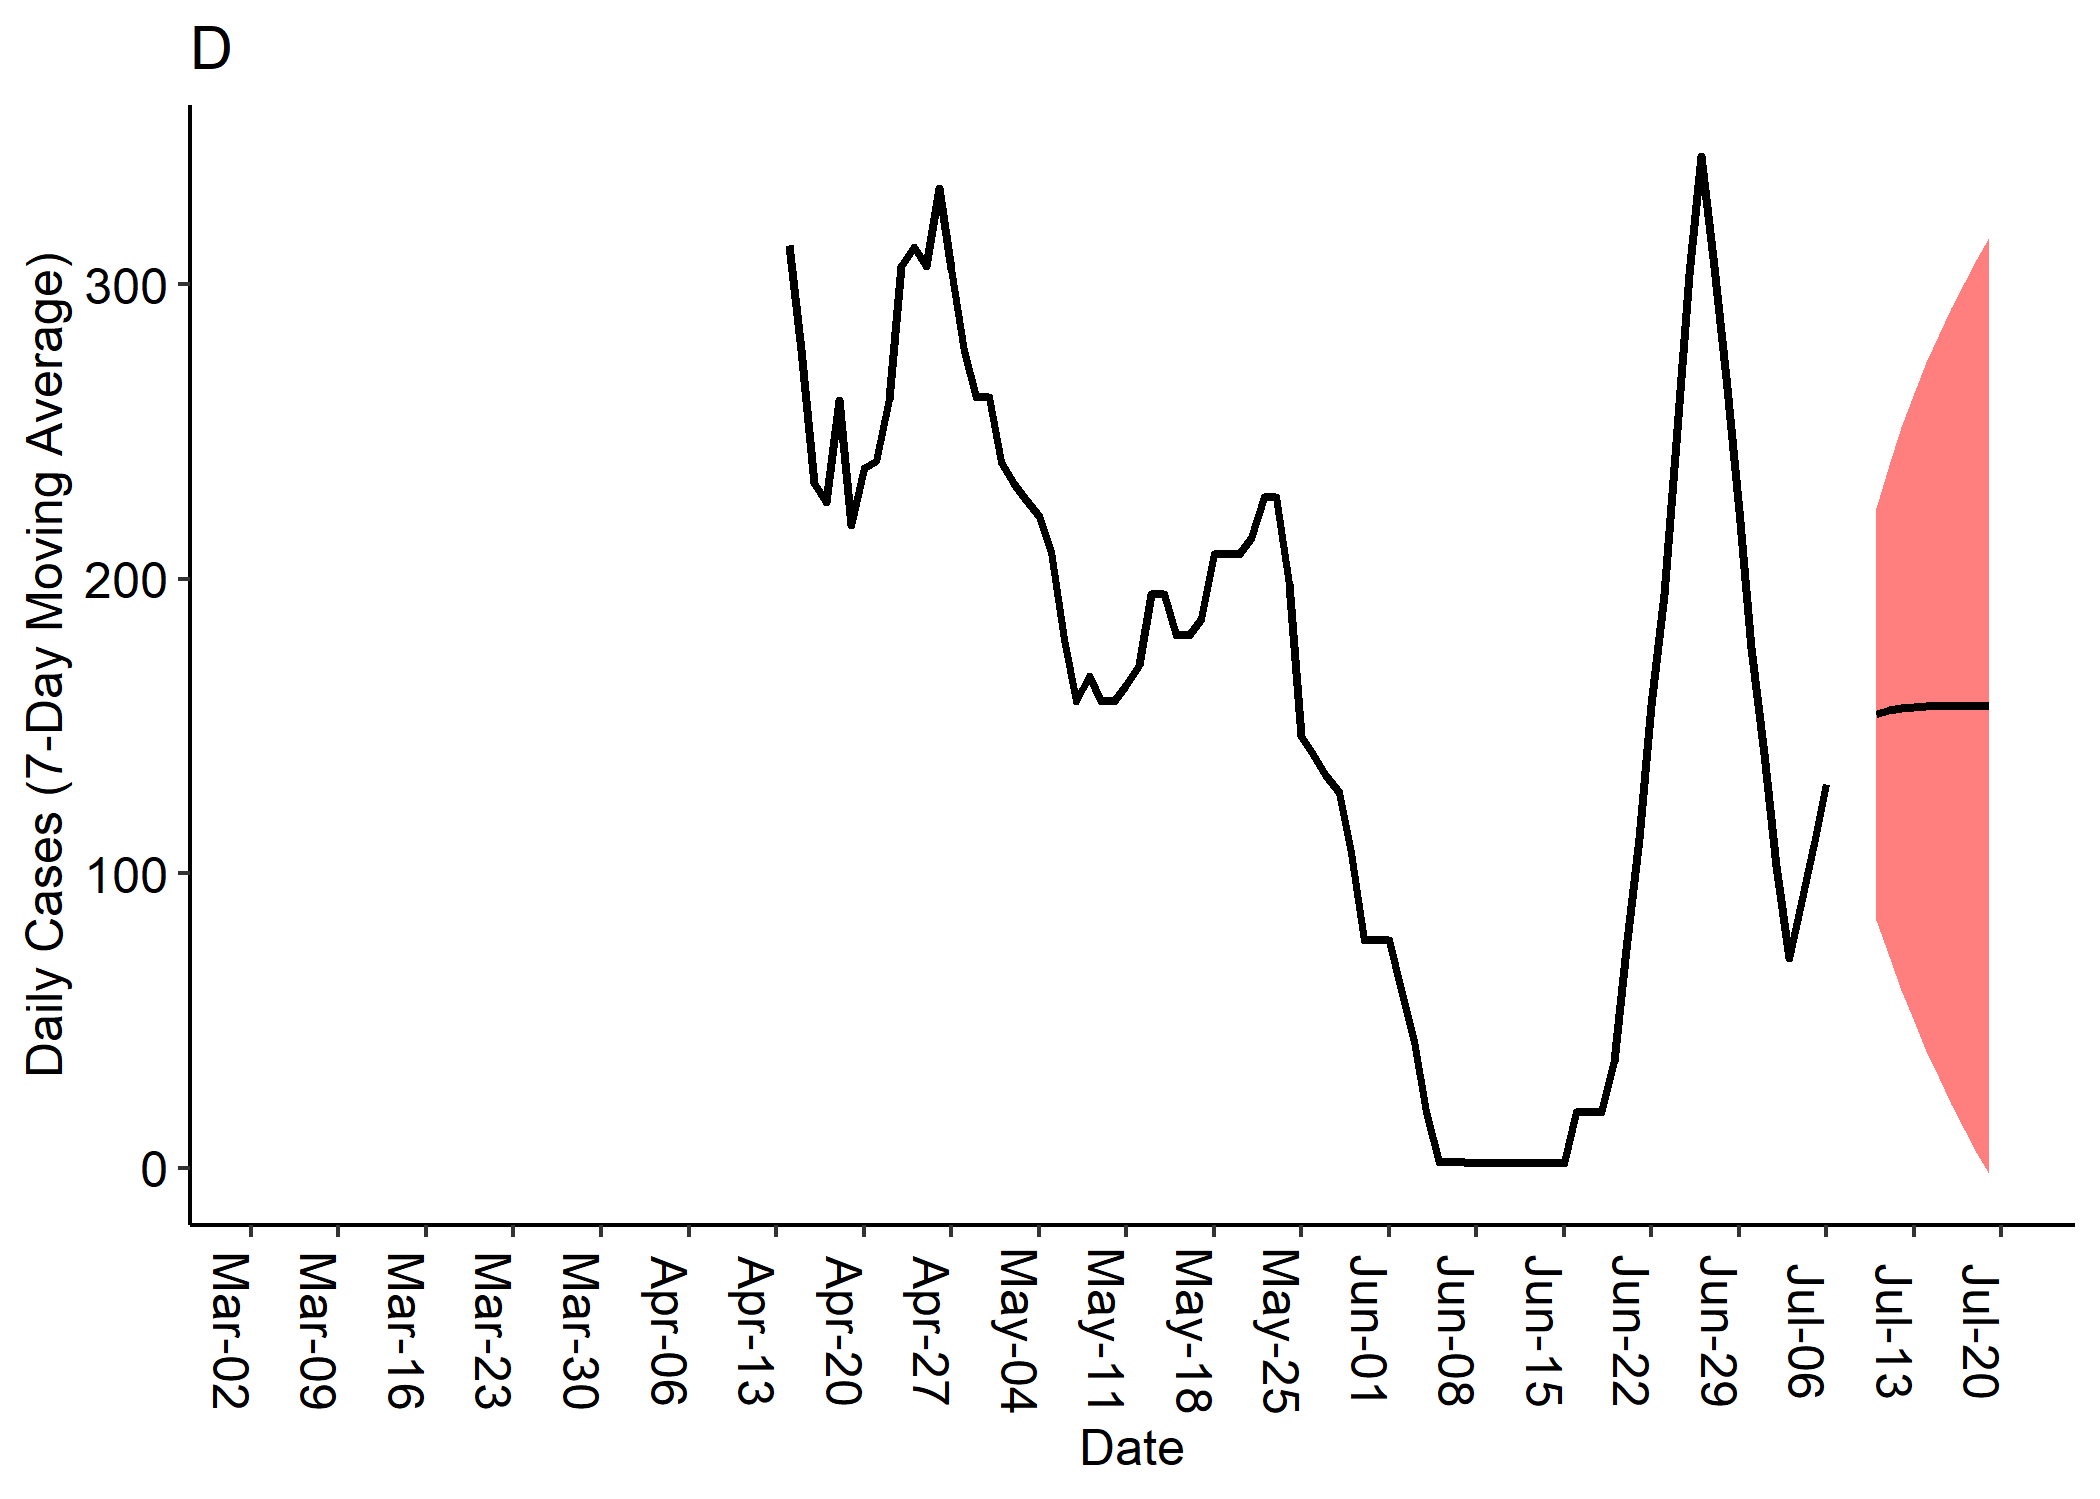 D
Daily Cases (7-Day Moving Average)
300
200
100
0
Mar-02
Mar-09
Mar-16
Mar-23
Mar-30
Apr-06
Apr-13
Apr-20
Apr-27
May-04
May-11
May-18
May-25
Jun-01
Jun-08
Jun-15
Jun-22
Jun-29
Jul-06
Jul-13
Jul-20
Date